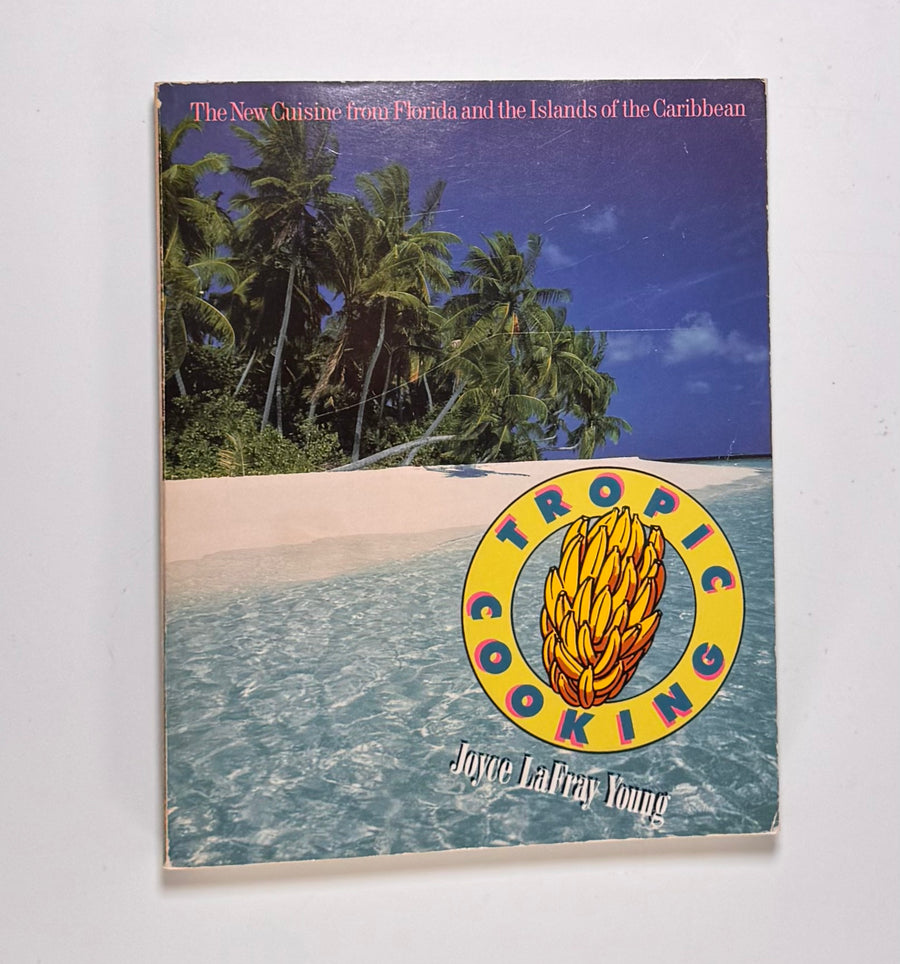 The New Cuisine from Florida and the Islands of the Caribbean
TROPIC
COOKING
Joyce LaFray Young